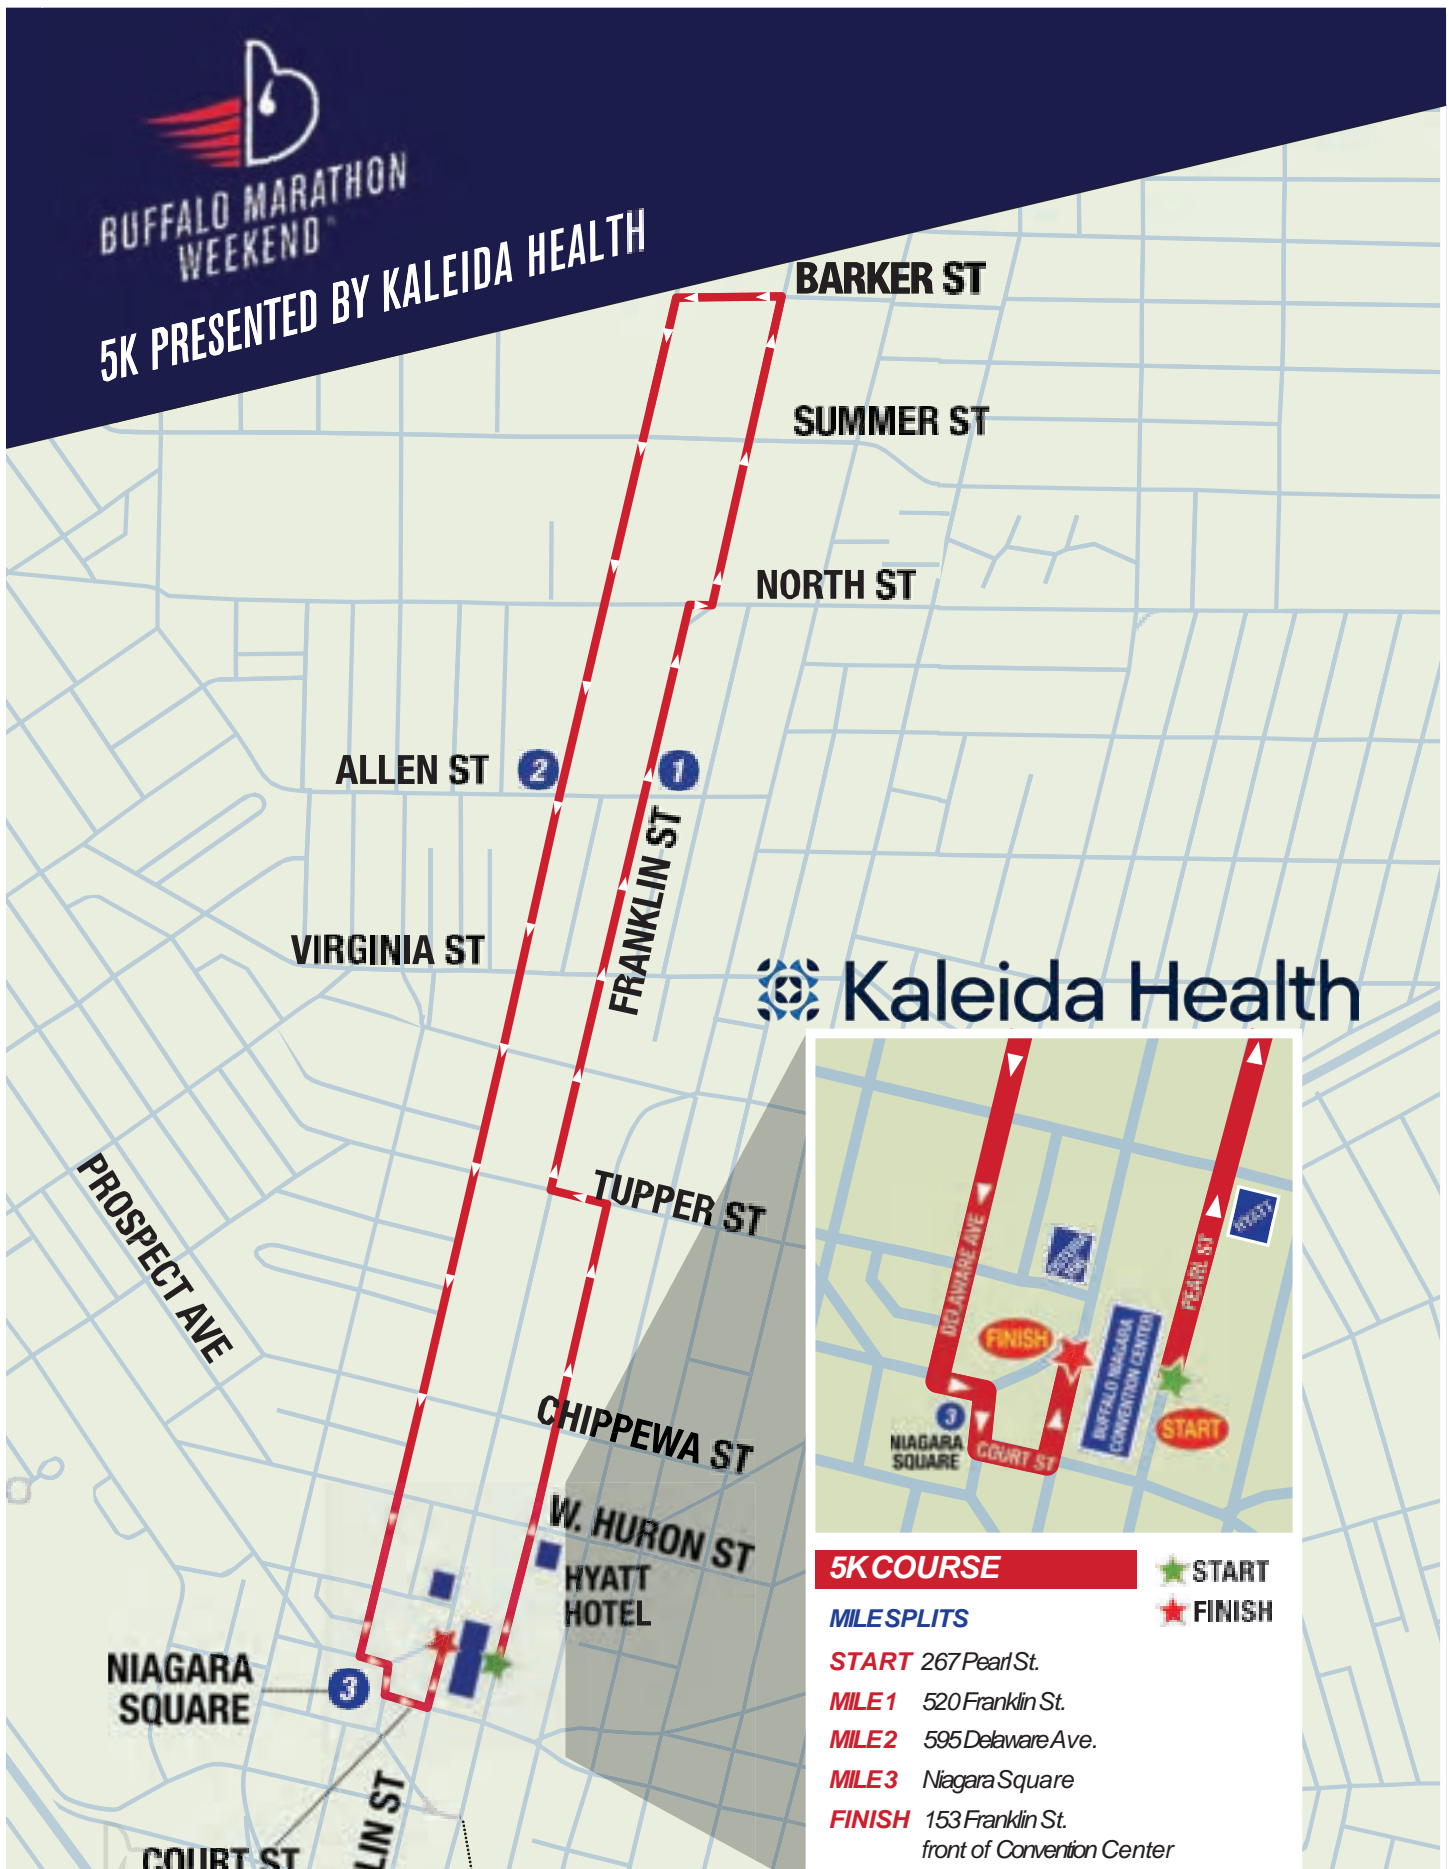 BUFFALO MARATHON
WEEKEND
5K PRESENTED BY KALEIDA HEALTH
BARKER ST
SUMMER ST
NORTH ST
ALLEN ST
2
1
FRANKLIN ST
VIRGINIA ST
Kaleida Health
PROSPECT AVE
TUPPER ST
CHIPPEWA ST
W. HURON ST
HYATT
HOTEL
NIAGARA
SQUARE
3
COURT ST
LIN ST
DELAWARE AVE
PEARL ST
HYATT
FINISH
BUFFALO NIAGARA
CONVENTION CENTER
START
3
NIAGARA
SQUARE
COURT ST
5K COURSE
START
FINISH
MILE SPLITS
START 267 Pearl St.
MILE 1 520 Franklin St.
MILE 2 595 Delaware Ave.
MILE 3 Niagara Square
FINISH 153 Franklin St.
front of Convention Center